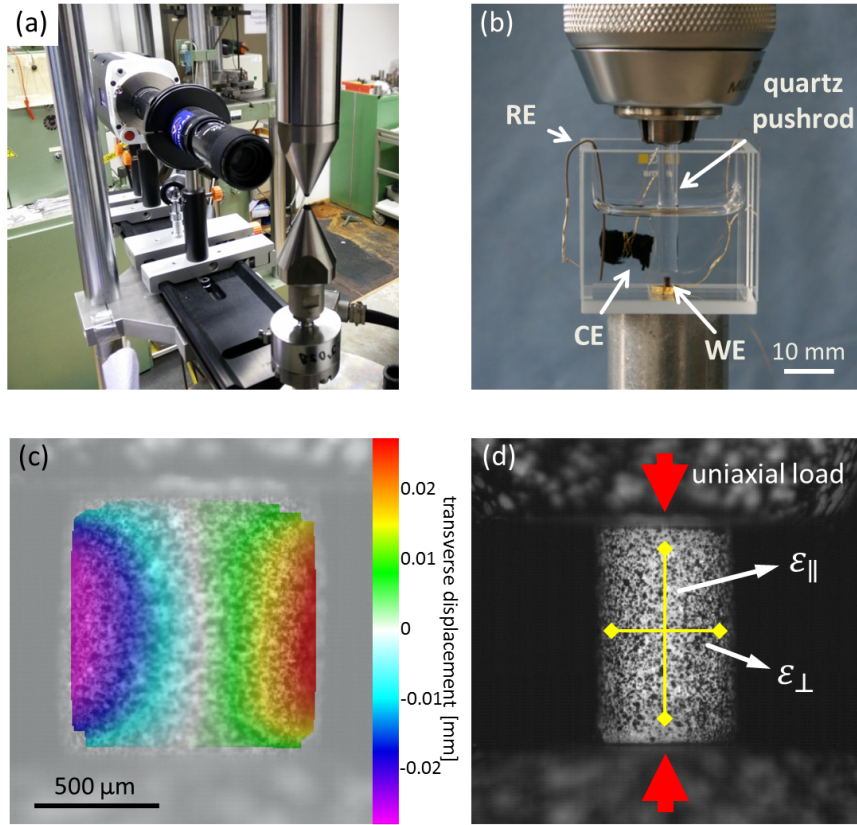 (a)
(b)
quartz
pushrod
RE
CE
WE
10 mm
(c)
0.02
0.01
0
-0.01
-0.02
transverse displacement [mm]
500 µm
(d)
uniaxial load
ε∥
ε⊥